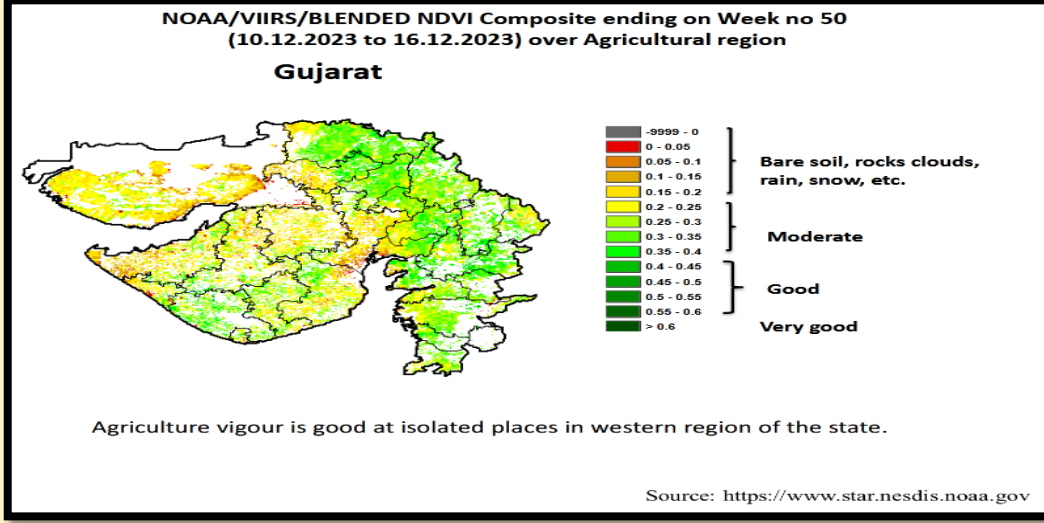 NOAA/VIIRS/BLENDED NDVI Composite ending on Week no 50
(10.12.2023 to 16.12.2023) over Agricultural region
Gujarat
-9999 - 0
0 - 0.05
0.05 - 0.1
0.1 - 0.15
0.15 - 0.2
0.2 - 0.25
0.25 - 0.3
0.3 - 0.35
0.35 - 0.4
0.4 - 0.45
0.45 - 0.5
0.5 - 0.55
0.55 - 0.6
> 0.6
Bare soil, rocks clouds,
rain, snow, etc.
Moderate
Good
Very good
Agriculture vigour is good at isolated places in western region of the state.
Source: https://www.star.nesdis.noaa.gov